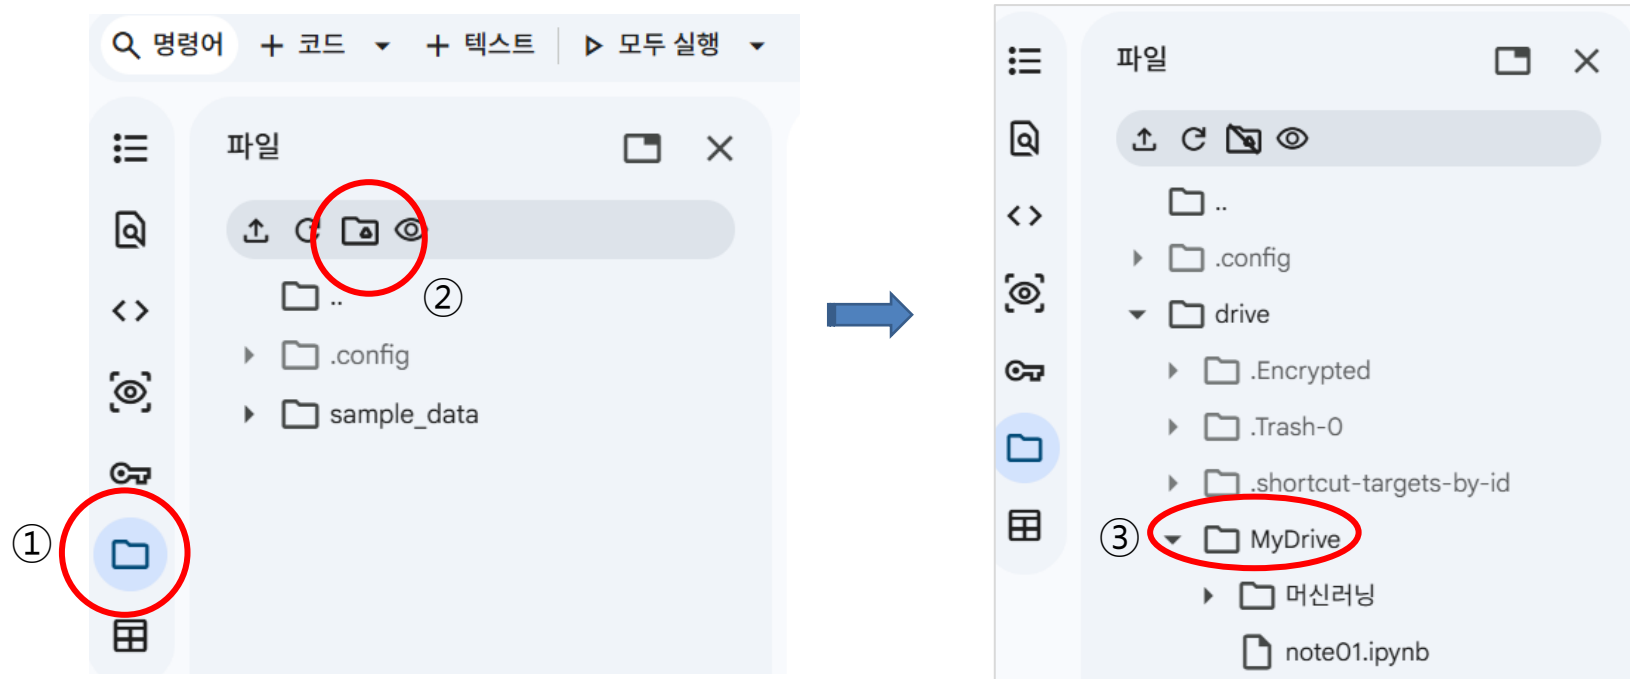 명령어 + 코드 + 텍스트 모두 실행
파일
②
..
.config
sample_data
①
파일
..
.config
drive
.Encrypted
.Trash-0
.shortcut-targets-by-id
③ MyDrive
머신러닝
note01.ipynb